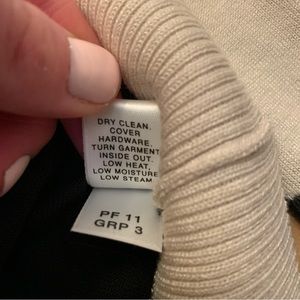 DRY CLEAN,
COVER
HARDWARE.
TURN GARMENT
INSIDE OUT.
LOW HEAT,
LOW MOISTURE
LOW STEAM
PF 11
GRP 3